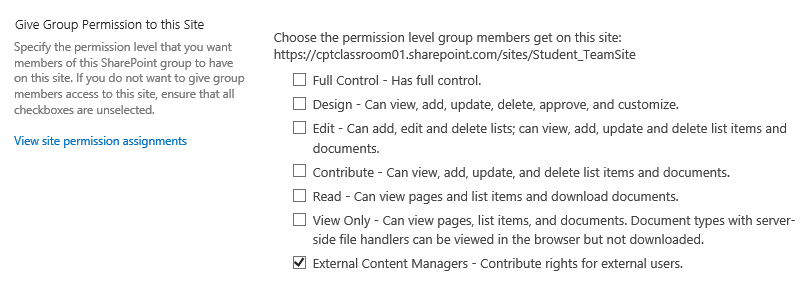 Give Group Permission to this Site
Specify the permission level that you want
members of this SharePoint group to have
on this site. If you do not want to give group
members access to this site, ensure that all
checkboxes are unselected.
View site permission assignments
Choose the permission level group members get on this site:
https://cptclassroom01.sharepoint.com/sites/Student_TeamSite
Full Control - Has full control.
Design - Can view, add, update, delete, approve, and customize.
Edit - Can add, edit and delete lists; can view, add, update and delete list items and
documents.
Contribute - Can view, add, update, and delete list items and documents.
Read - Can view pages and list items and download documents.
View Only - Can view pages, list items, and documents. Document types with server-
side file handlers can be viewed in the browser but not downloaded.
External Content Managers - Contribute rights for external users.